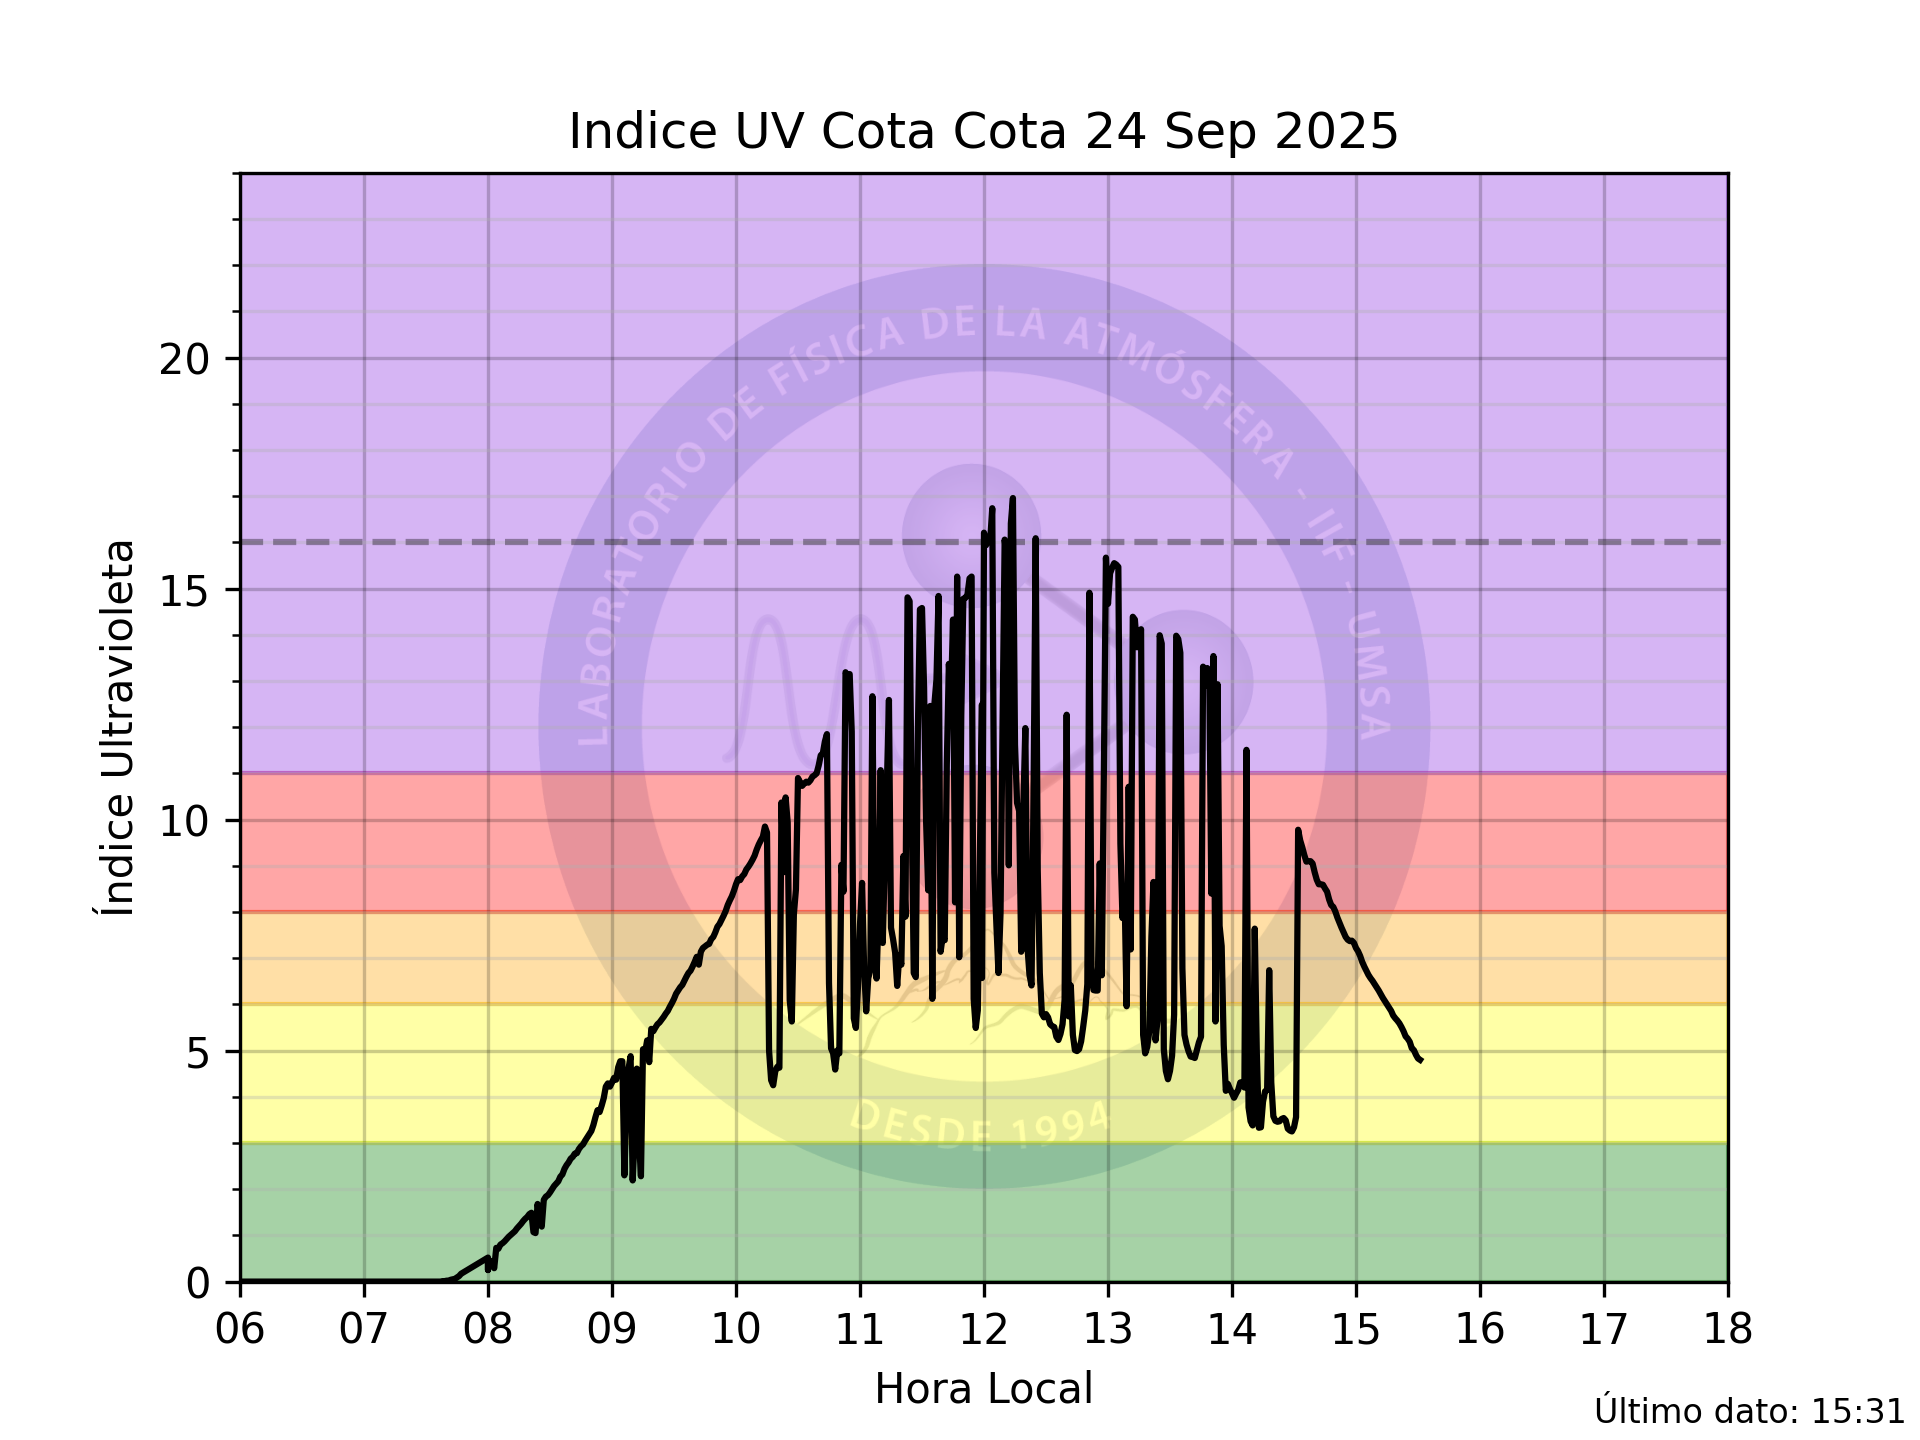 Indice UV Cota Cota 24 Sep 2025
Índice Ultravioleta
20
15
10
5
0
LABORATORIO DE FÍSICA DE LA ATMÓSFERA - IIF - UMSA
DESDE 1994
06 07 08 09 10 11 12 13 14 15 16 17 18
Hora Local
Último dato: 15:31